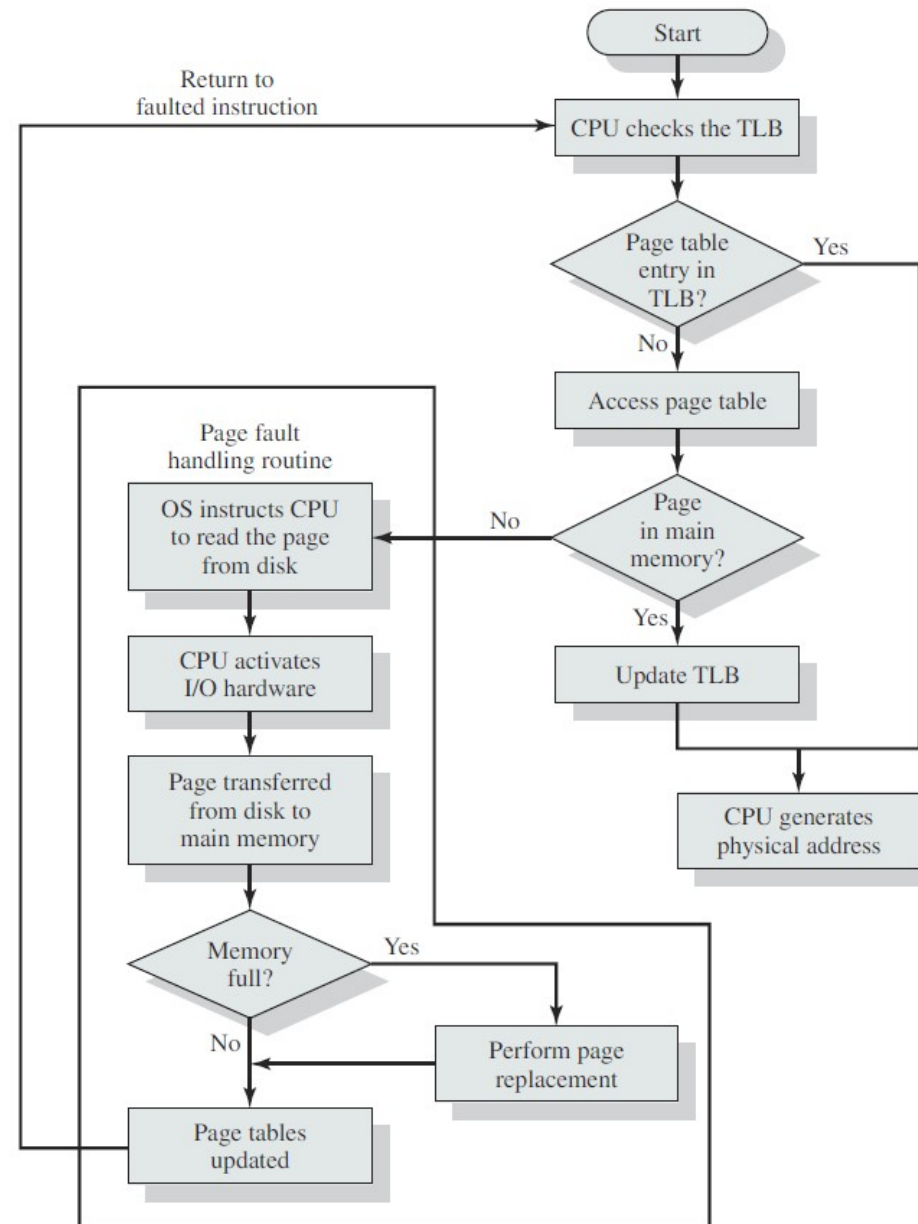 Start
Return to
faulted instruction
CPU checks the TLB
Page table
entry in
TLB?
Yes
No
Access page table
Page fault
handling routine
OS instructs CPU
to read the page
from disk
No
Page
in main
memory?
Yes
CPU activates
I/O hardware
Update TLB
Page transferred
from disk to
main memory
CPU generates
physical address
Memory
full?
Yes
No
Perform page
replacement
Page tables
updated